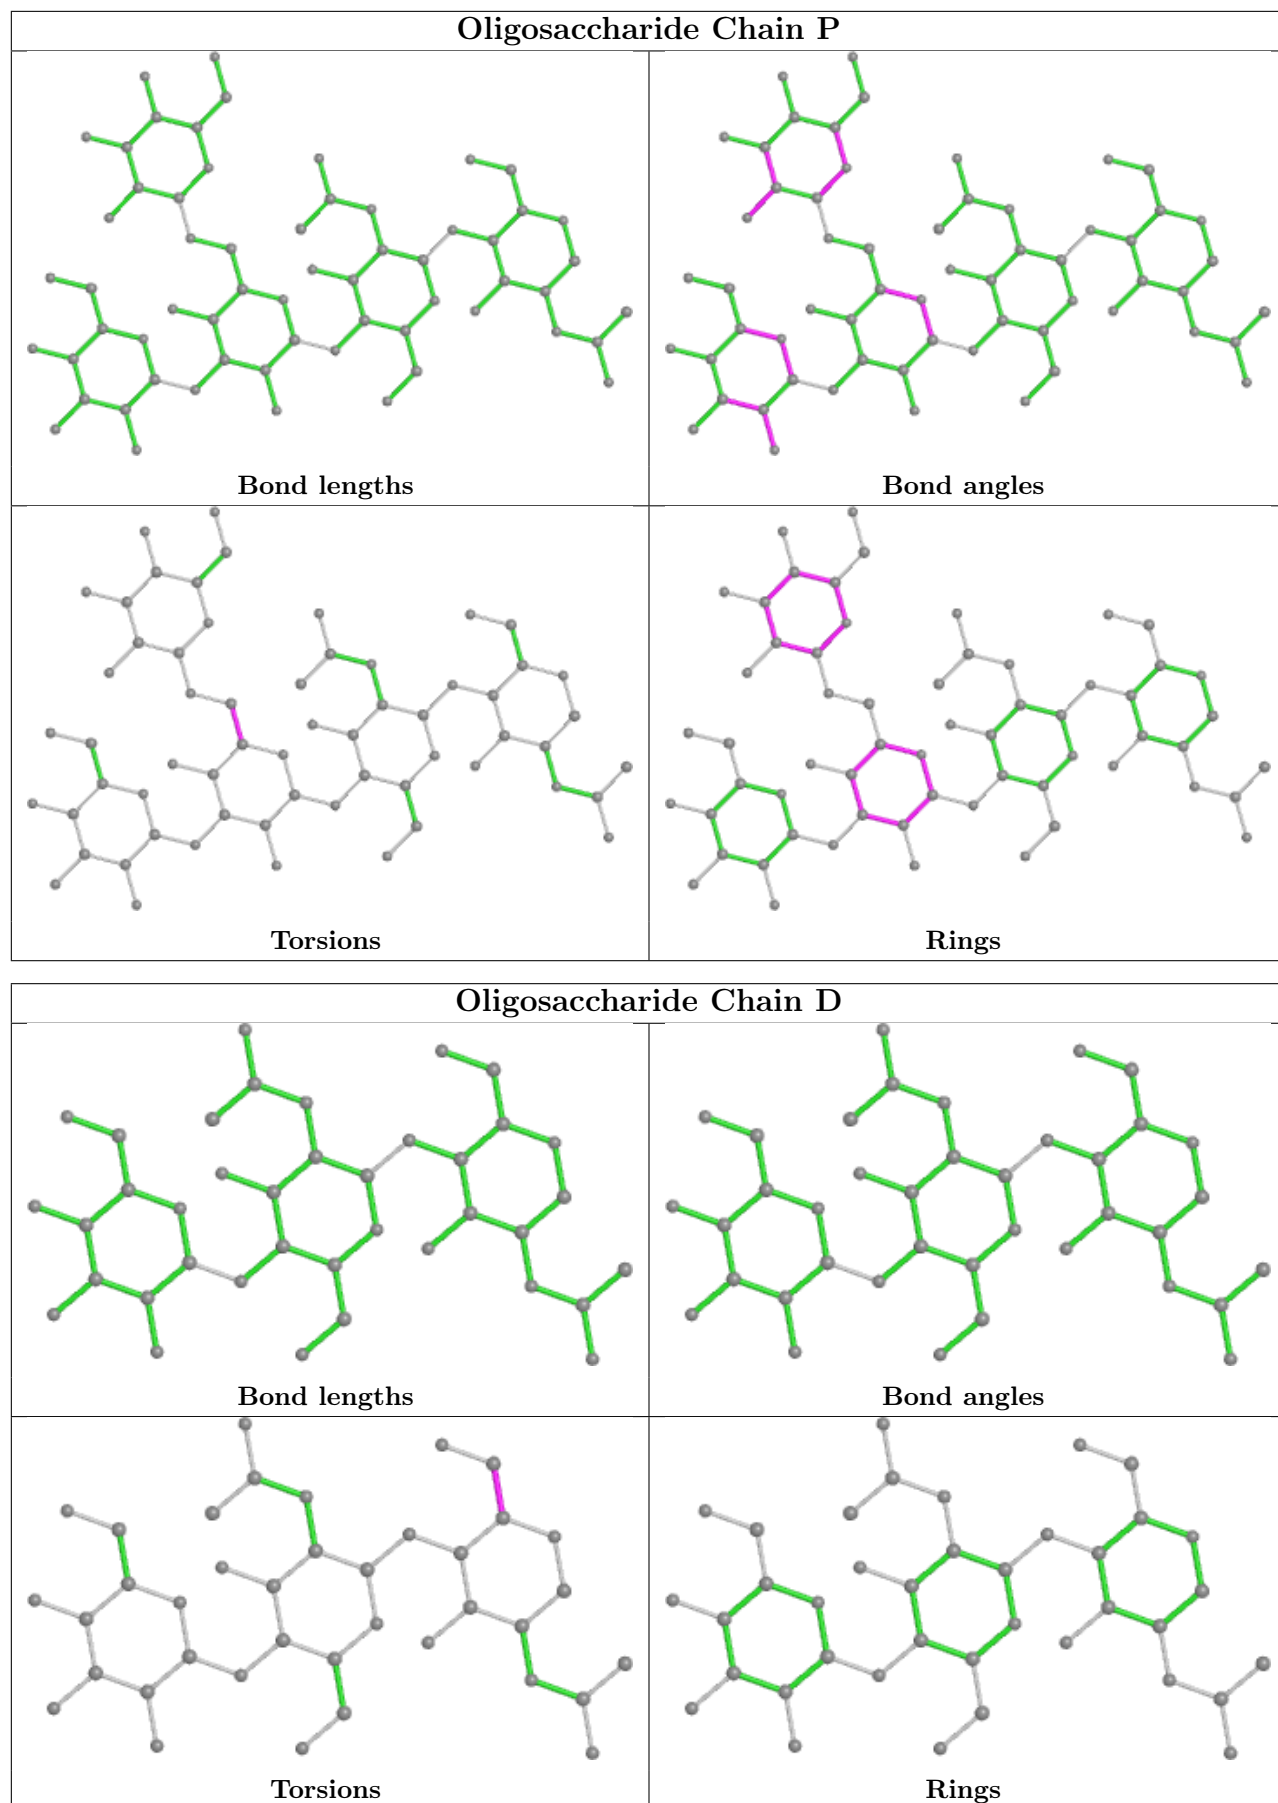 Oligosaccharide Chain P
Bond lengths
Bond angles
Torsions
Rings
Oligosaccharide Chain D
Bond lengths
Bond angles
Torsions
Rings